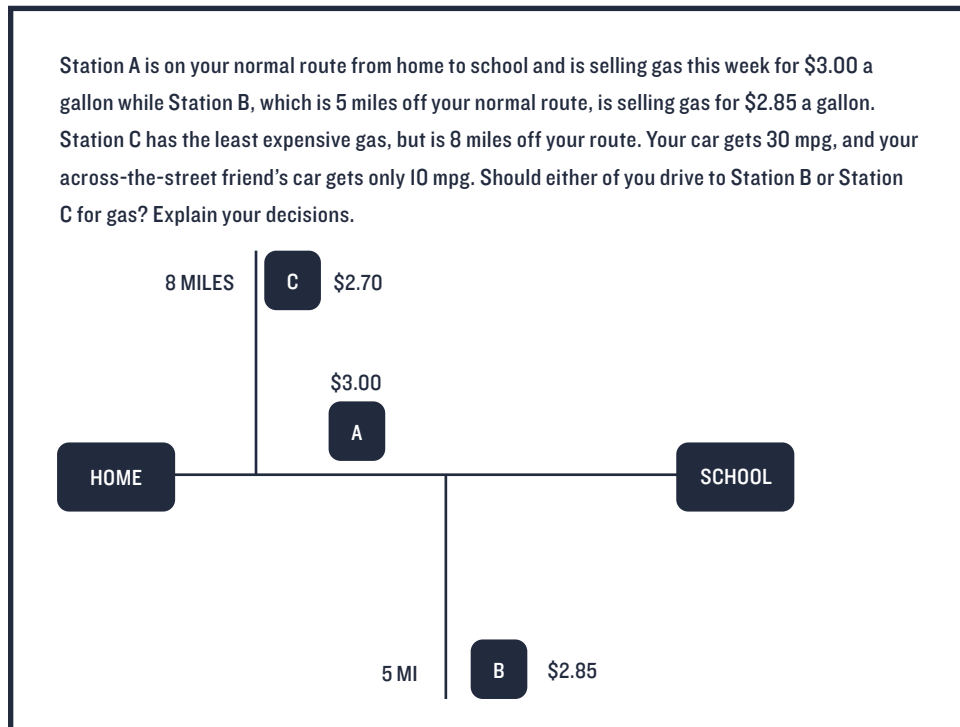 Station A is on your normal route from home to school and is selling gas this week for $3.00 a
gallon while Station B, which is 5 miles off your normal route, is selling gas for $2.85 a gallon.
Station C has the least expensive gas, but is 8 miles off your route. Your car gets 30 mpg, and your
across-the-street friend's car gets only 10 mpg. Should either of you drive to Station B or Station
C for gas? Explain your decisions.
8 MILES C $2.70
$3.00
A
HOME SCHOOL
5 MI B $2.85